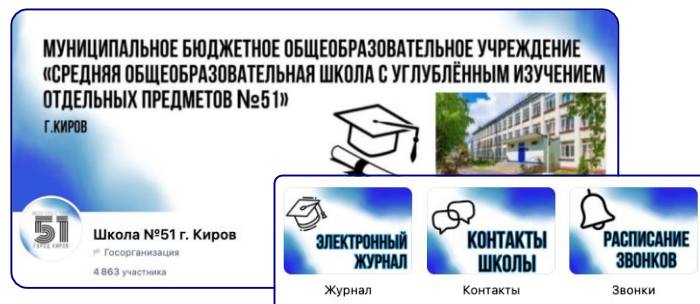 МУНИЦИПАЛЬНОЕ БЮДЖЕТНОЕ ОБЩЕОБРАЗОВАТЕЛЬНОЕ УЧРЕЖДЕНИЕ
«СРЕДНЯЯ ОБЩЕОБРАЗОВАТЕЛЬНАЯ ШКОЛА С УГЛУБЛЁННЫМ ИЗУЧЕНИЕМ
ОТДЕЛЬНЫХ ПРЕДМЕТОВ №51»
Г.КИРОВ
51
ГОРОД КИРОВ
Школа №51 г. Киров
Госорганизация
4 863 участника
ЭЛЕКТРОННЫЙ
ЖУРНАЛ
Журнал
КОНТАКТЫ
ШКОЛЫ
Контакты
РАСПИСАНИЕ
ЗВОНКОВ
Звонки